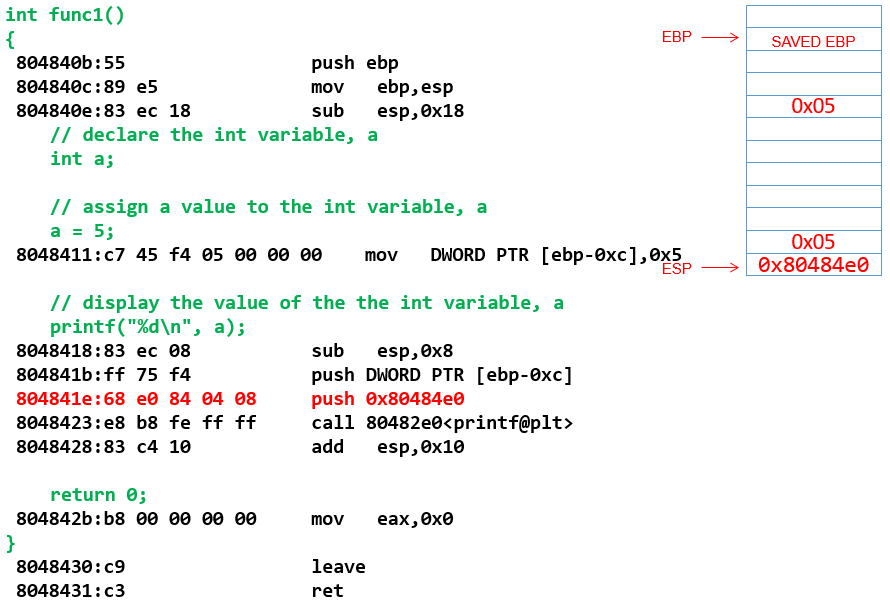 int func1()
{
804840b:55 push ebp
804840c:89 e5 mov ebp,esp
804840e:83 ec 18 sub esp,0x18
// declare the int variable, a
int a;
// assign a value to the int variable, a
a = 5;
8048411:c7 45 f4 05 00 00 00 mov DWORD PTR [ebp-0xc],0x5
// display the value of the the int variable, a
printf("%d\n", a);
8048418:83 ec 08 sub esp,0x8
804841b:ff 75 f4 push DWORD PTR [ebp-0xc]
804841e:68 e0 84 04 08 push 0x80484e0
8048423:e8 b8 fe ff ff call 80482e0<printf@plt>
8048428:83 c4 10 add esp,0x10
return 0;
804842b:b8 00 00 00 00 mov eax,0x0
}
8048430:c9 leave
8048431:c3 ret
EBP
SAVED EBP
0x05
0x05
ESP
0x80484e0